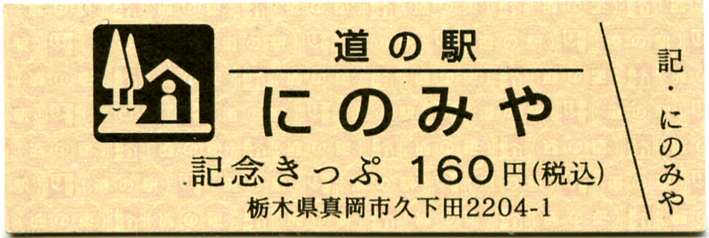 道の駅
にのみや
記念きっぷ 160円(税込)
栃木県真岡市久下田2204-1
記・にのみや